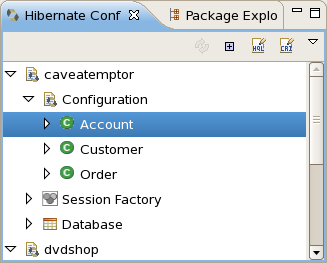 Hibernate Conf
Package Explo
HQL
CRI
caveatemptor
Configuration
C Account
C Customer
C Order
Session Factory
Database
dvdshop